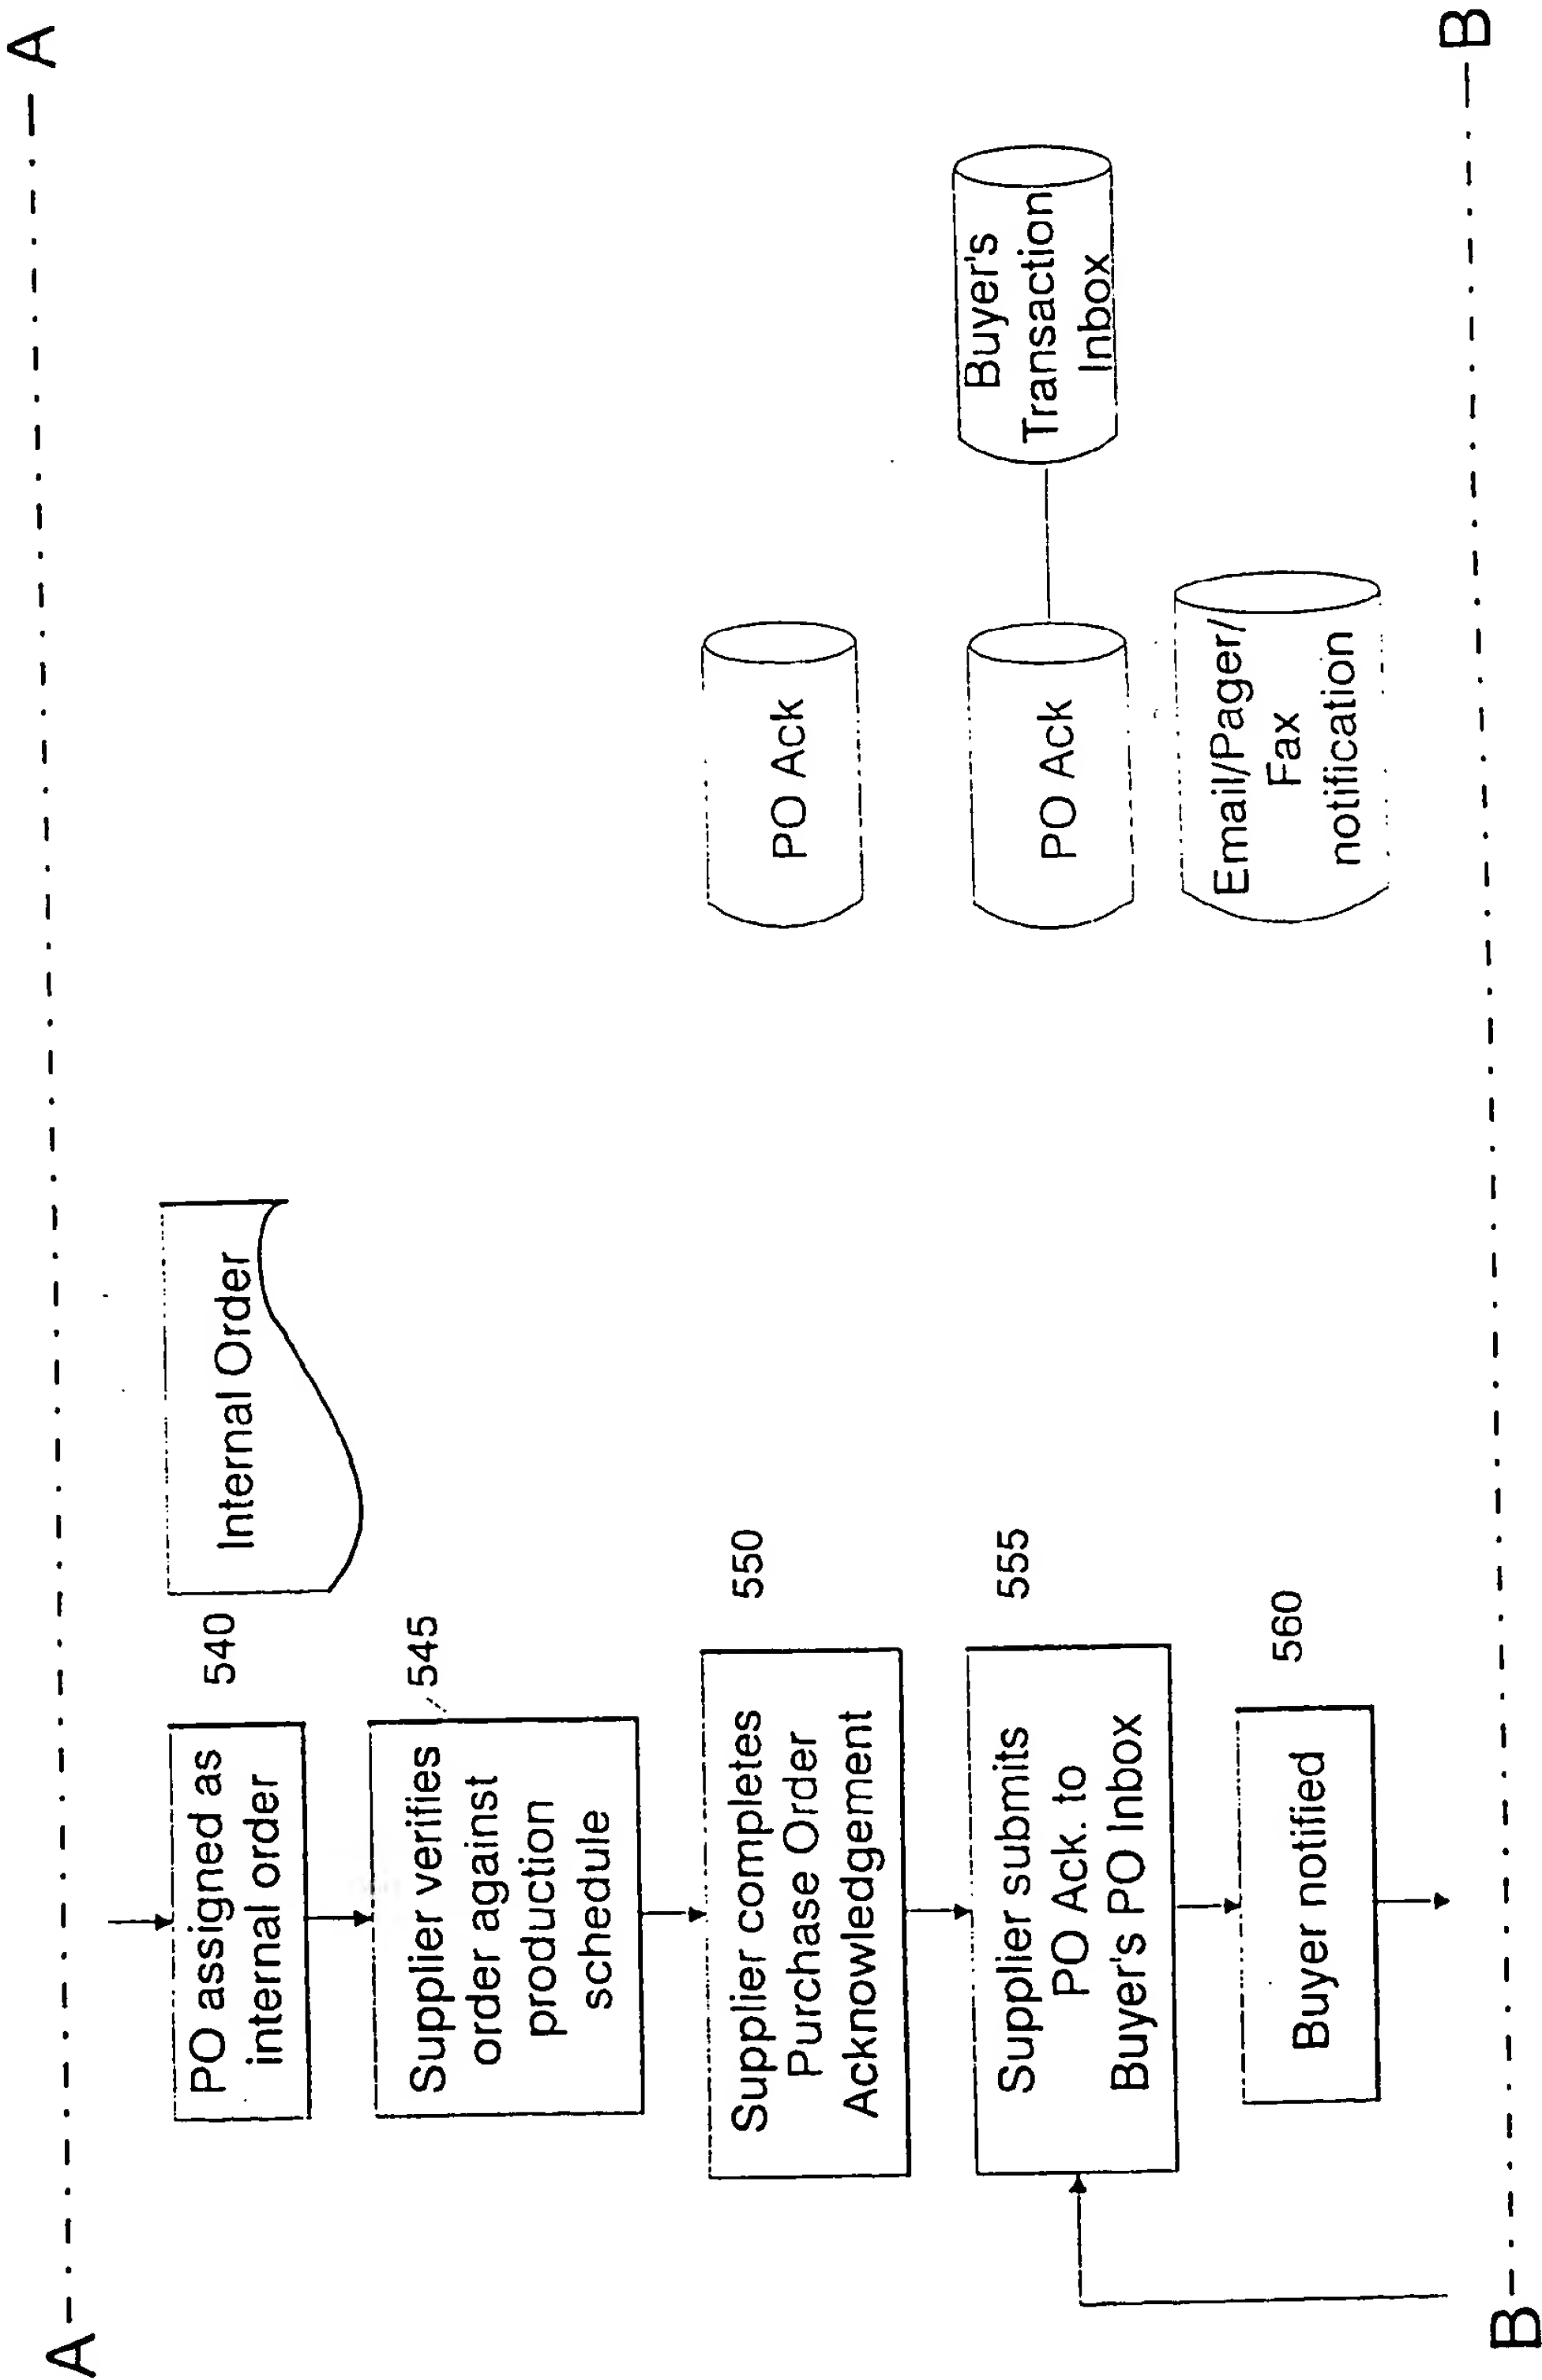 A
A
PO assigned as
internal order
540
Internal Order
Supplier verifies
order against
production
schedule
545
Supplier completes
Purchase Order
Acknowledgement
550
PO Ack
Supplier submits
PO Ack. to
Buyer's PO Inbox
555
PO Ack
Buyer's
Transaction
Inbox
Buyer notified
560
Email/Pager/
Fax
notification
B
B